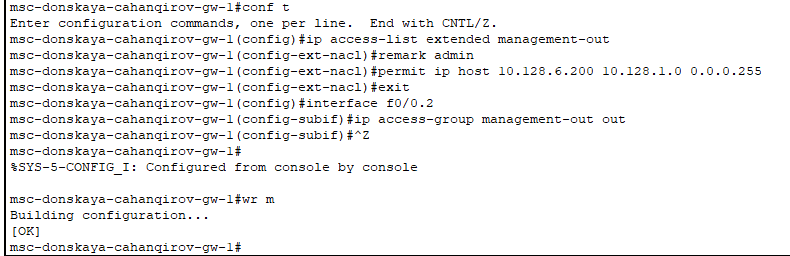 msc-donskaya-cahanqirov-gw-1#conf t
Enter configuration commands, one per line.  End with CNTL/Z.
msc-donskaya-cahanqirov-gw-1(config)#ip access-list extended management-out
msc-donskaya-cahanqirov-gw-1(config-ext-nacl)#remark admin
msc-donskaya-cahanqirov-gw-1(config-ext-nacl)#permit ip host 10.128.6.200 10.128.1.0 0.0.0.255
msc-donskaya-cahanqirov-gw-1(config-ext-nacl)#exit
msc-donskaya-cahanqirov-gw-1(config)#interface f0/0.2
msc-donskaya-cahanqirov-gw-1(config-subif)#ip access-group management-out out
msc-donskaya-cahanqirov-gw-1(config-subif)#^Z
msc-donskaya-cahanqirov-gw-1#
%SYS-5-CONFIG_I: Configured from console by console

msc-donskaya-cahanqirov-gw-1#wr m
Building configuration...
[OK]
msc-donskaya-cahanqirov-gw-1#